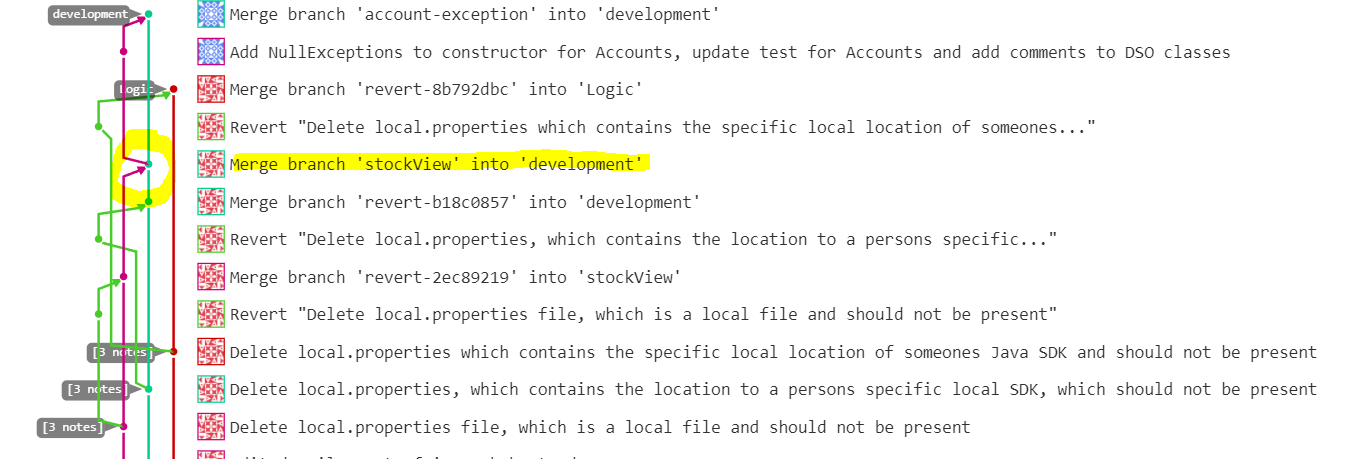 development Merge branch 'account-exception' into 'development'
Add NullExceptions to constructor for Accounts, update test for Accounts and add comments to DSO classes
Logic Merge branch 'revert-8b792dbc' into 'Logic'
Revert "Delete local.properties which contains the specific local location of someones..."
Merge branch 'stockView' into 'development'
Merge branch 'revert-b18c0857' into 'development'
Revert "Delete local.properties, which contains the location to a persons specific..."
Merge branch 'revert-2ec89219' into 'stockView'
Revert "Delete local.properties file, which is a local file and should not be present"
[3 notes] Delete local.properties which contains the specific local location of someones Java SDK and should not be present
[3 notes] Delete local.properties, which contains the location to a persons specific local SDK, which should not be present
[3 notes] Delete local.properties file, which is a local file and should not be present